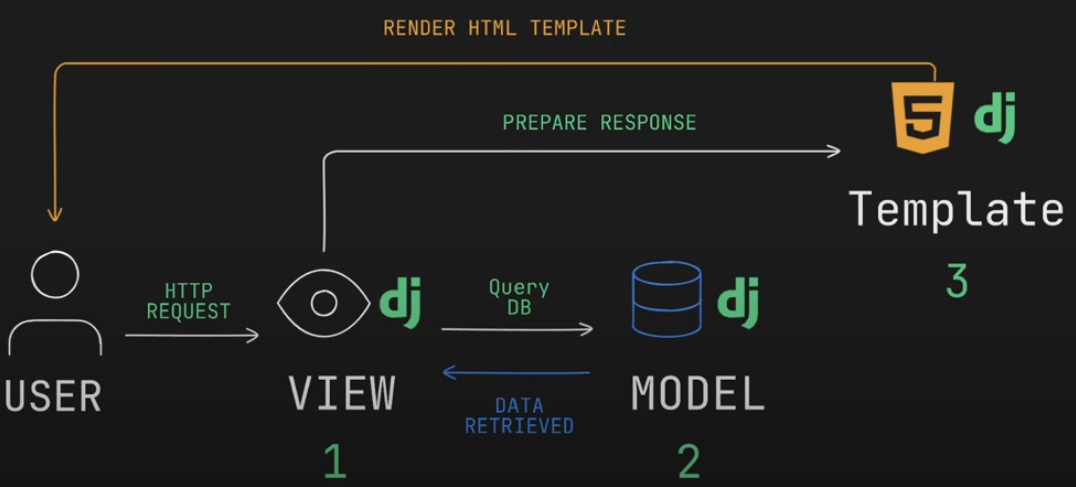 RENDER HTML TEMPLATE
PREPARE RESPONSE
5 dj
Template
3
HTTP
REQUEST
dj
Query
DB
dj
USER
VIEW
MODEL
DATA
RETRIEVED
1
2